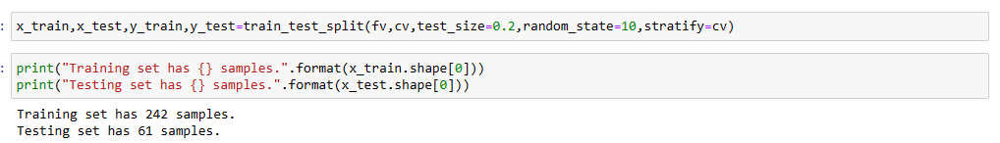 : x_train,x_test,y_train,y_test=train_test_split(fv,cv,test_size=0.2,random_state=10,stratify=cv)
: print("Training set has {} samples.".format(x_train.shape[0]))
print("Testing set has {} samples.".format(x_test.shape[0]))
Training set has 242 samples.
Testing set has 61 samples.